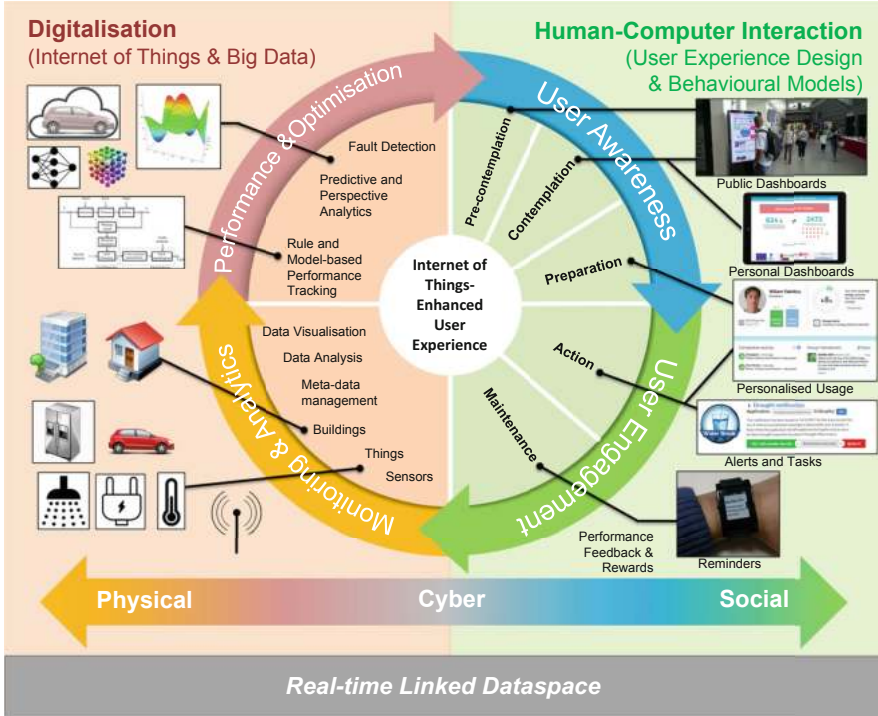 Digitalisation
(Internet of Things & Big Data)
Human-Computer Interaction
(User Experience Design
& Behavioural Models)
Performance & Optimisation
User Awareness
User Engagement
Monitoring & Analytics
Fault Detection
Predictive and
Perspective
Analytics
Rule and
Model-based
Performance
Tracking
Pre-contemplation
Contemplation
Preparation
Action
Maintenance
Internet of
Things-
Enhanced
User
Experience
Data Visualisation
Data Analysis
Meta-data
management
Buildings
Things
Sensors
Public Dashboards
Personal Dashboards
Personalised Usage
Alerts and Tasks
Performance
Feedback &
Rewards
Reminders
Physical
Cyber
Social
Real-time Linked Dataspace